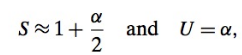 S ≈ 1 + α/2 and U = α,